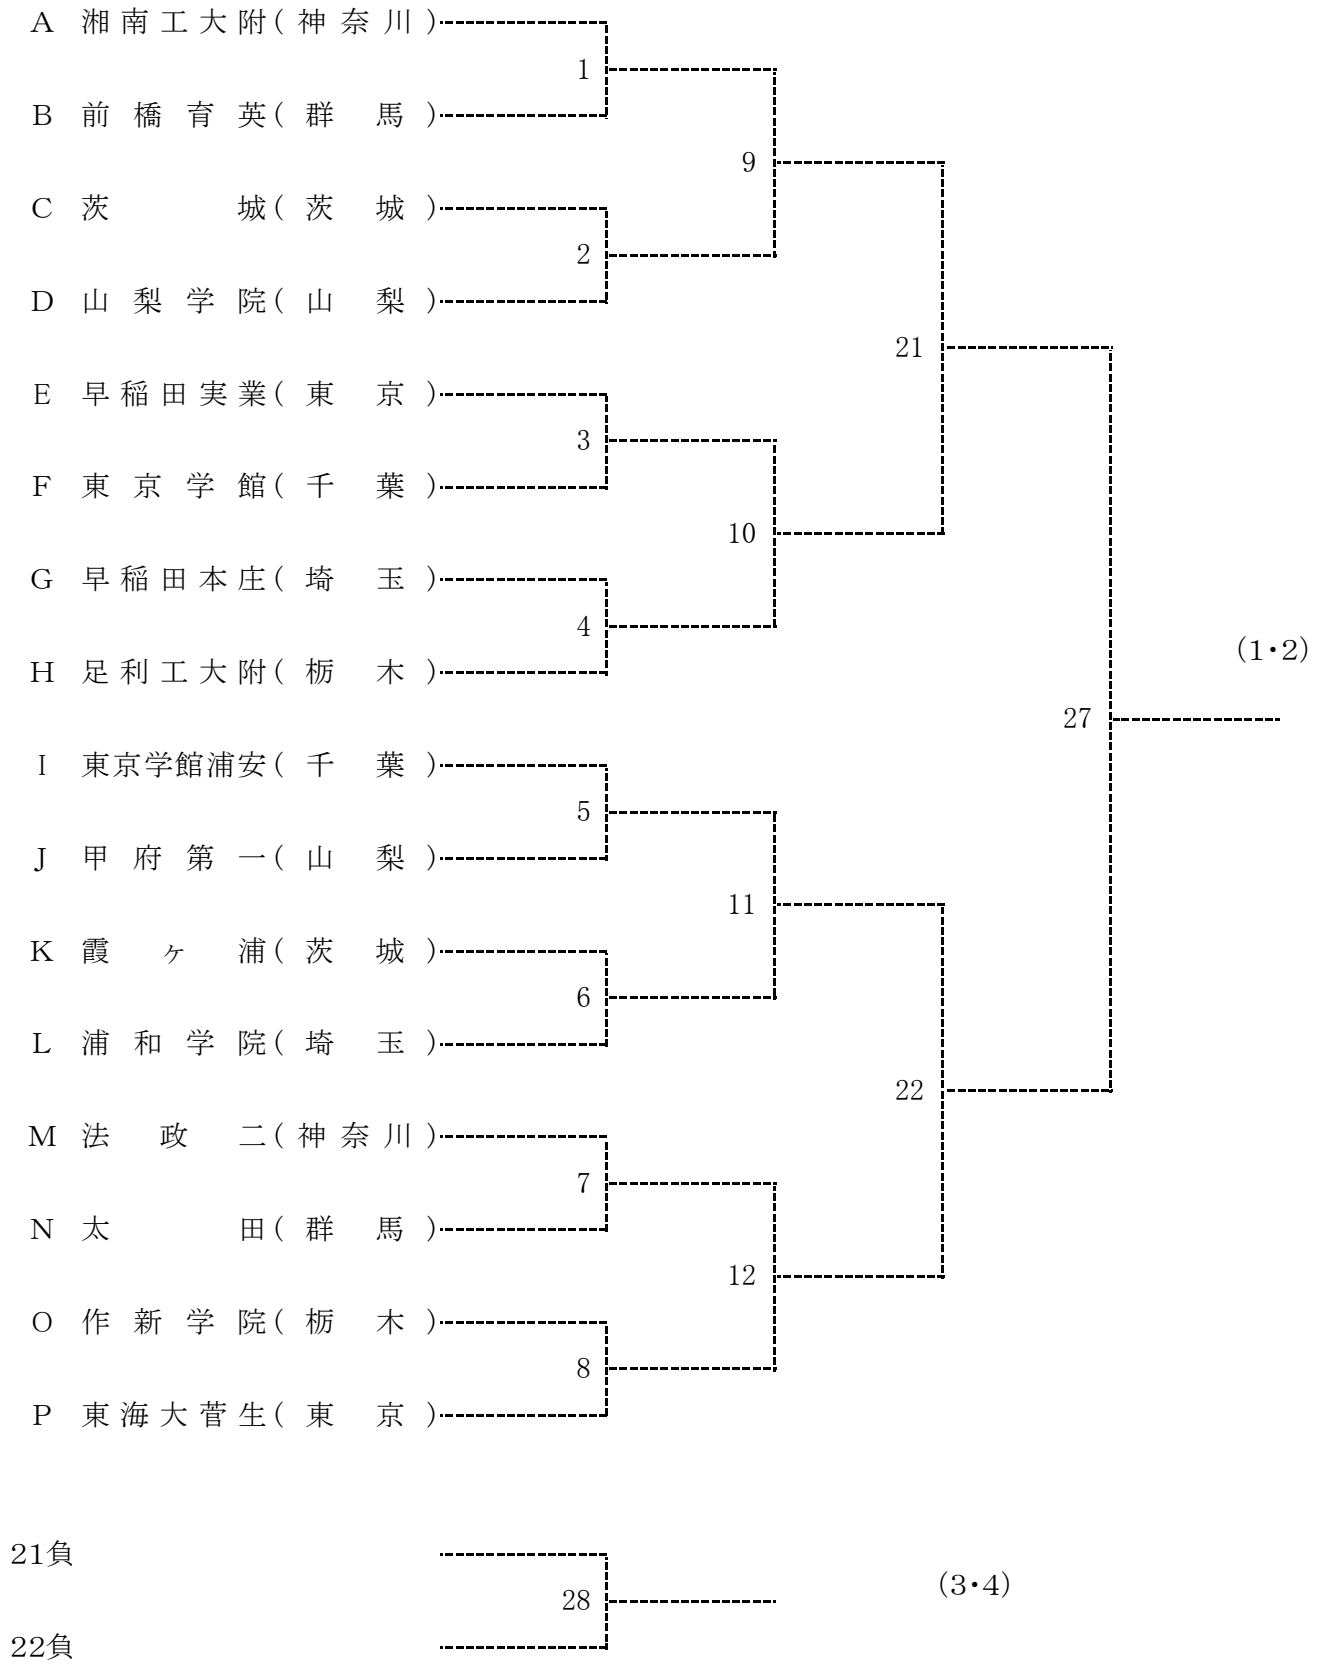 A 湘南工大附(神奈川)
1
B 前橋育英(群馬)
9
C 茨城(茨城)
2
D 山梨学院(山梨)
21
E 早稲田実業(東京)
3
F 東京学館(千葉)
10
G 早稲田本庄(埼玉)
4
(1・2)
H 足利工大附(栃木)
27
I 東京学館浦安(千葉)
5
J 甲府第一(山梨)
11
K 霞ヶ浦(茨城)
6
L 浦和学院(埼玉)
22
M 法政二(神奈川)
7
N 太田(群馬)
12
O 作新学院(栃木)
8
P 東海大菅生(東京)
21負
28 (3・4)
22負